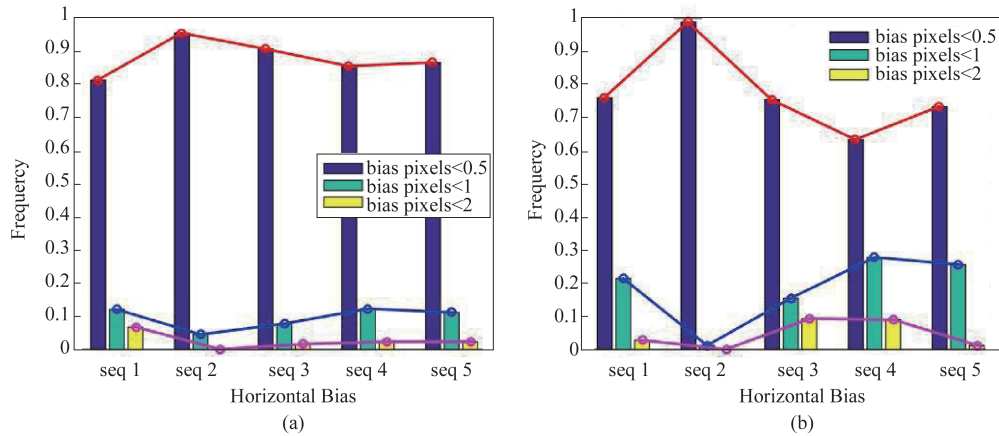 1
0.9
0.8
0.7
0.6
0.5
0.4
0.3
0.2
0.1
0
Frequercy
bias pixels<0.5
bias pixels<1
bias pixels<2
seq 1 seq 2 seq 3 seq 4 seq 5
Horizontal Bias
(a)
1
0.9
0.8
0.7
0.6
0.5
0.4
0.3
0.2
0.1
0
Frequercy
bias pixels<0.5
bias pixels<1
bias pixels<2
seq 1 seq 2 seq 3 seq 4 seq 5
Horizontal Bias
(b)